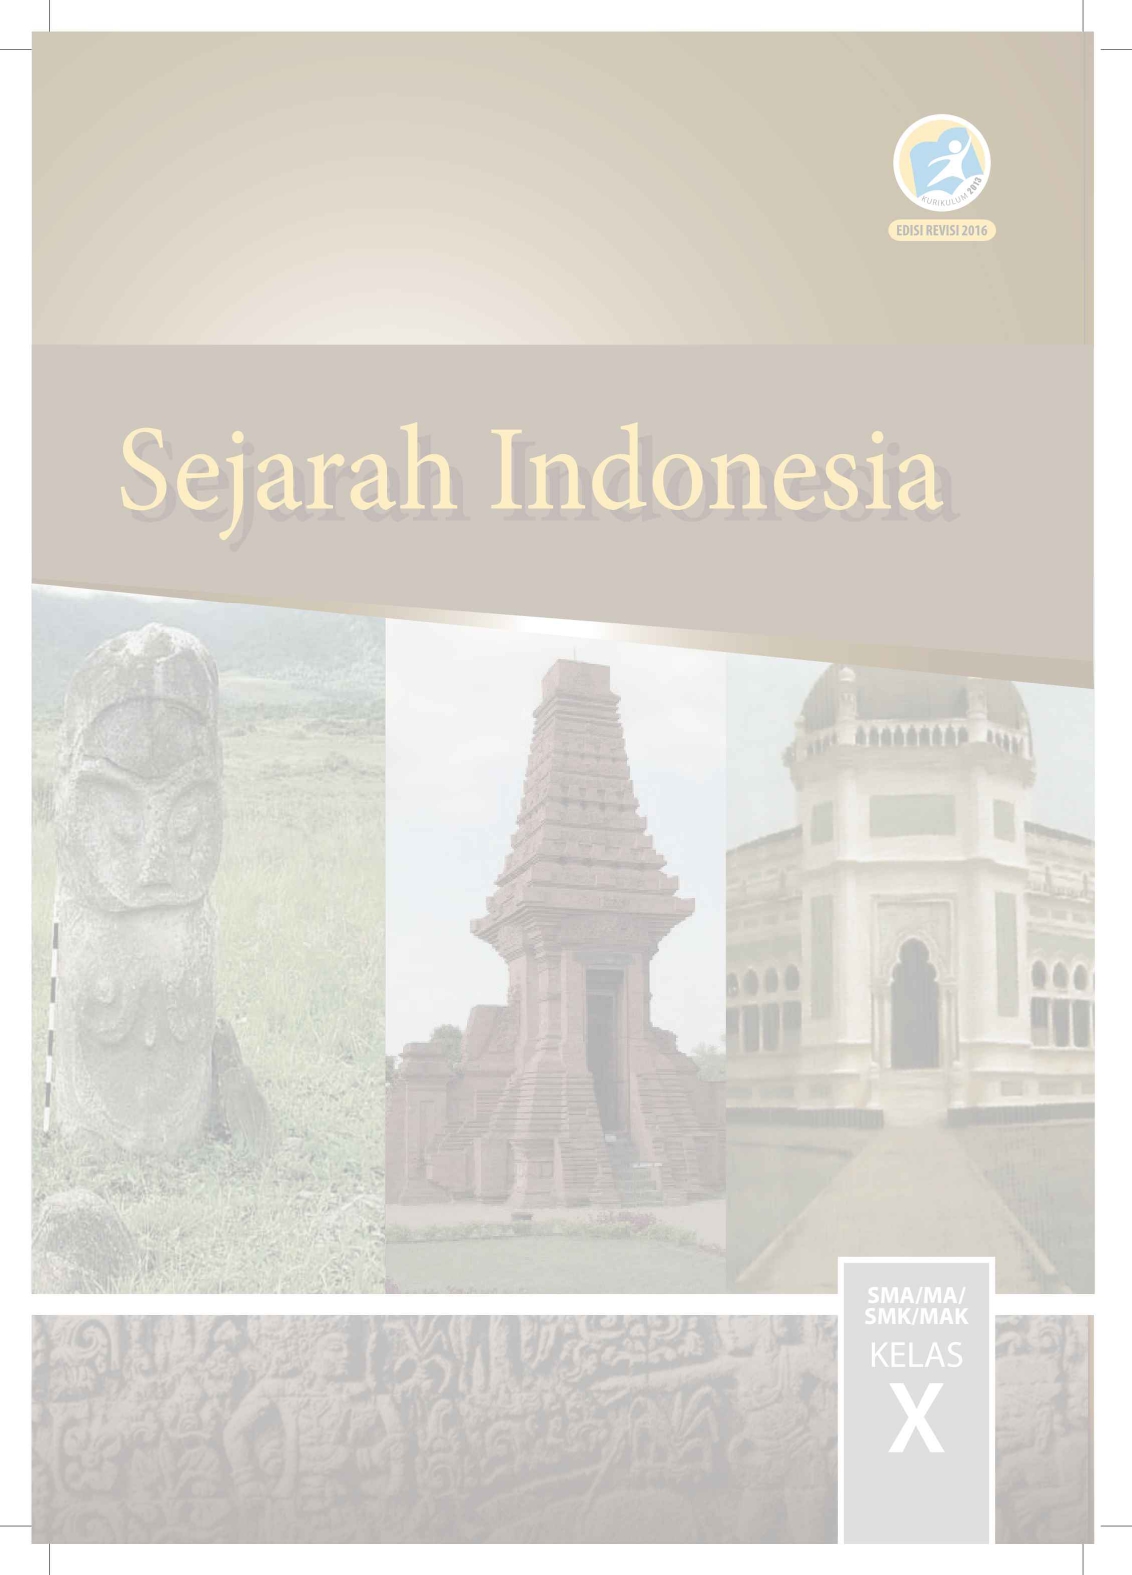 KURIKULUM 2013
EDISI REVISI 2016
Sejarah Indonesia
SMA/MA/
SMK/MAK
KELAS
X